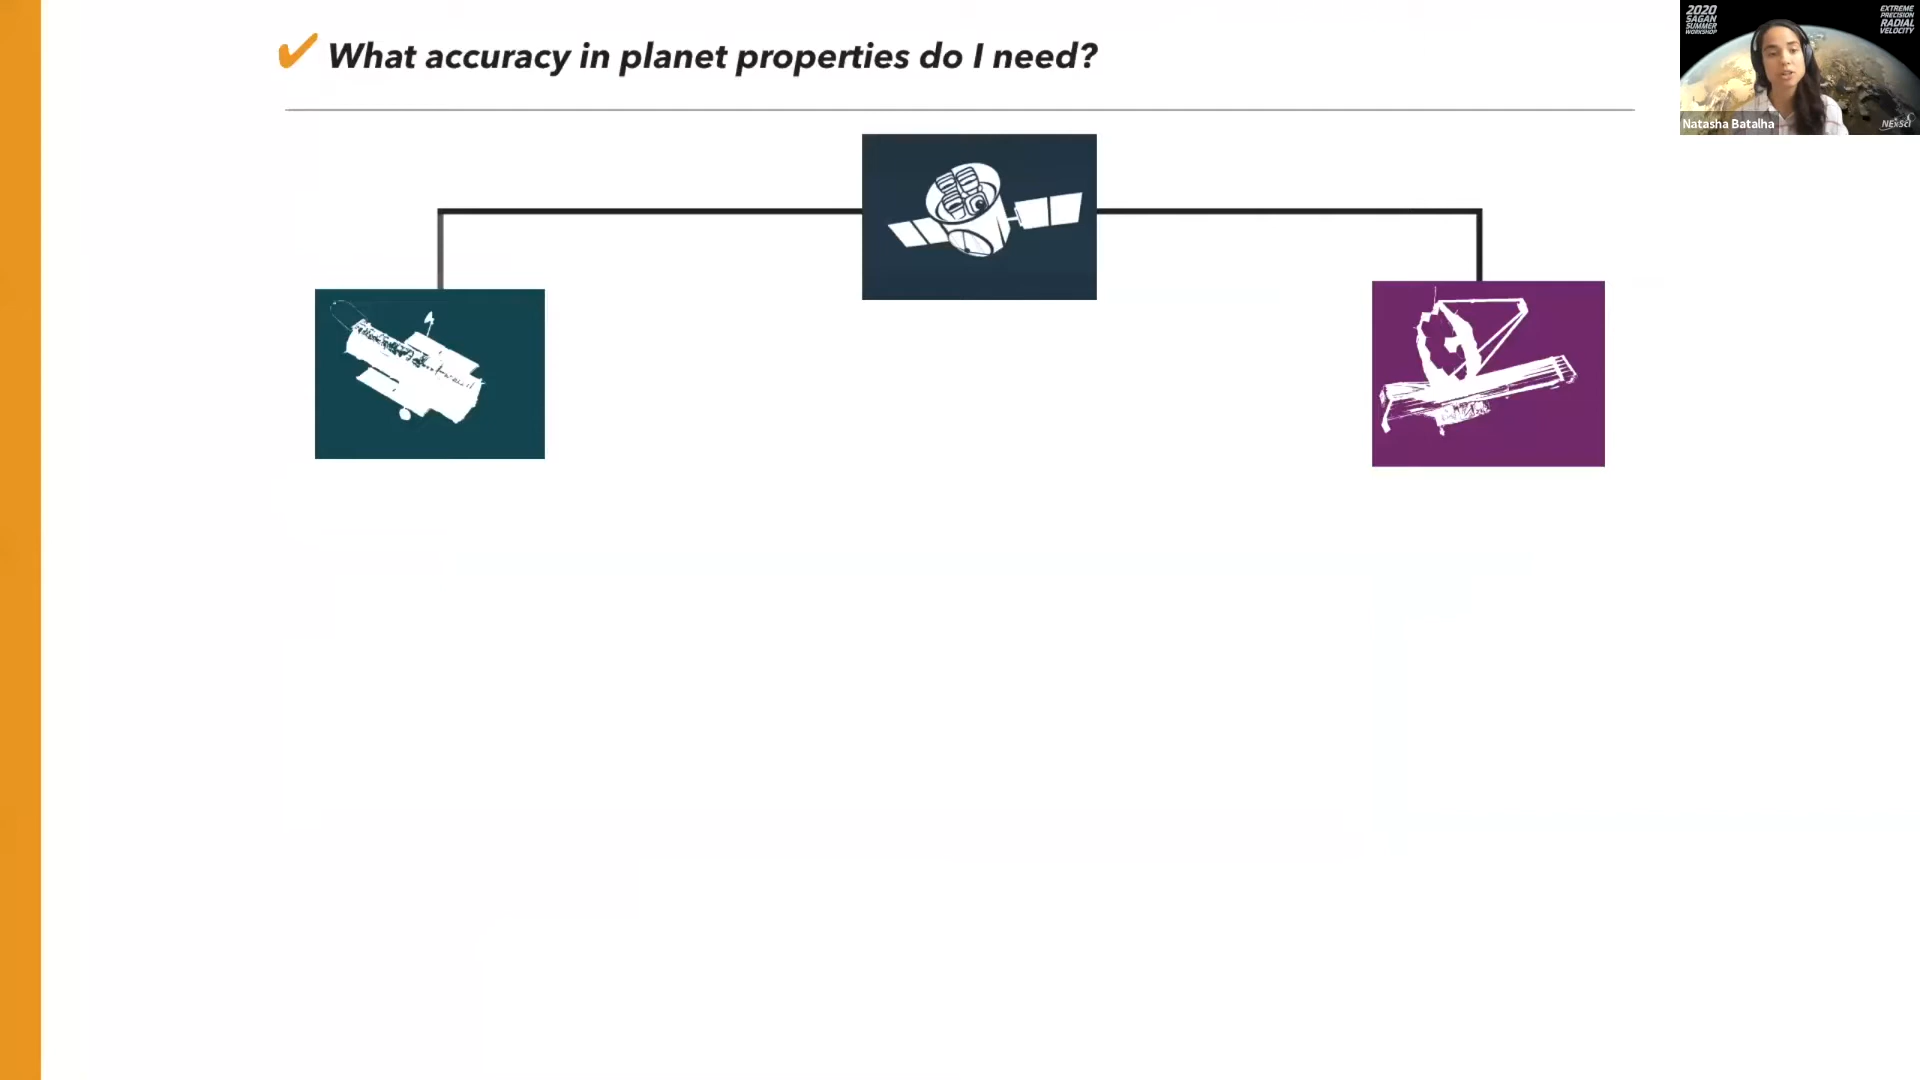 What accuracy in planet properties do I need?
2020
SAGAN
SUMMER
WORKSHOP
EXTREME
PRECISION
RADIAL
VELOCITY
Natasha Batalha
NExScI